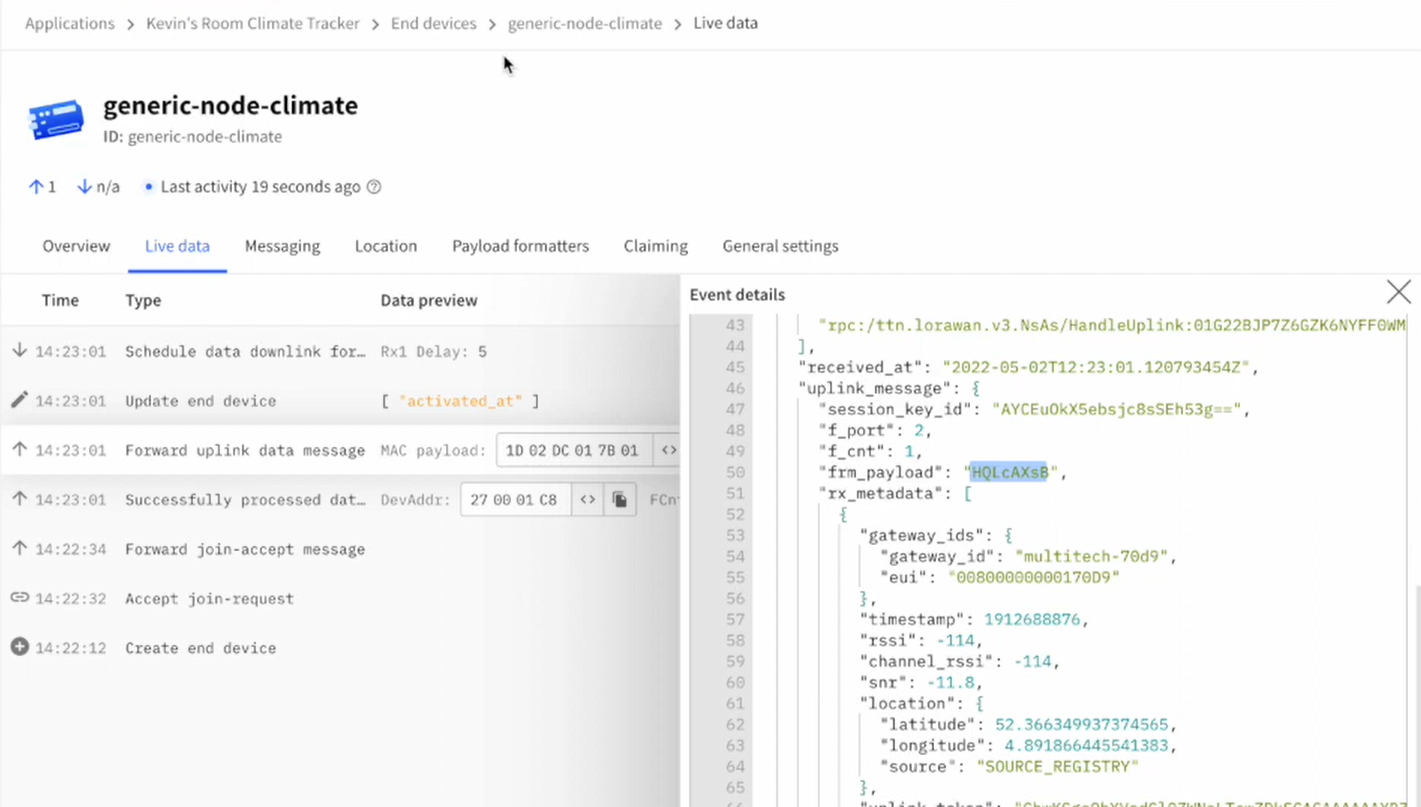 Applications > Kevin's Room Climate Tracker > End devices > generic-node-climate > Live data
generic-node-climate
ID: generic-node-climate
↑ 1 ↓ n/a • Last activity 19 seconds ago
Overview Live data Messaging Location Payload formatters Claiming General settings
Time Type Data preview
↓ 14:23:01 Schedule data downlink for… Rx1 Delay: 5
14:23:01 Update end device [ "activated_at" ]
↑ 14:23:01 Forward uplink data message MAC payload: 1D 02 DC 01 7B 01 <>
↑ 14:23:01 Successfully processed dat… DevAddr: 27 00 01 C8 <> FCn
↑ 14:22:34 Forward join-accept message
14:22:32 Accept join-request
14:22:12 Create end device
Event details
43 "rpc:/ttn.lorawan.v3.NsAs/HandleUplink:01G22BJP7Z6GZK6NYFF0WM
44 ],
45 "received_at": "2022-05-02T12:23:01.120793454Z",
46 "uplink_message": {
47 "session_key_id": "AYCEuOkX5ebsjc8sSEh53g==",
48 "f_port": 2,
49 "f_cnt": 1,
50 "frm_payload": "HQLcAXsB",
51 "rx_metadata": [
52 {
53 "gateway_ids": {
54 "gateway_id": "multitech-70d9",
55 "eui": "00800000000170D9"
56 },
57 "timestamp": 1912688876,
58 "rssi": -114,
59 "channel_rssi": -114,
60 "snr": -11.8,
61 "location": {
62 "latitude": 52.366349937374565,
63 "longitude": 4.891866445541383,
64 "source": "SOURCE_REGISTRY"
65 },